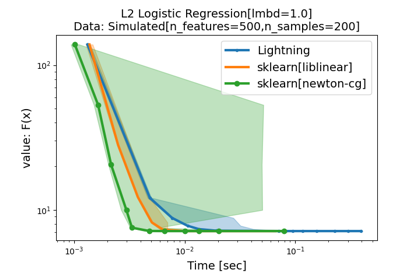 L2 Logistic Regression[lmbd=1.0]
Data: Simulated[n_features=500,n_samples=200]
Lightning
sklearn[liblinear]
sklearn[newton-cg]
value: F(x)
10²
10¹
10⁻³
10⁻²
10⁻¹
Time [sec]